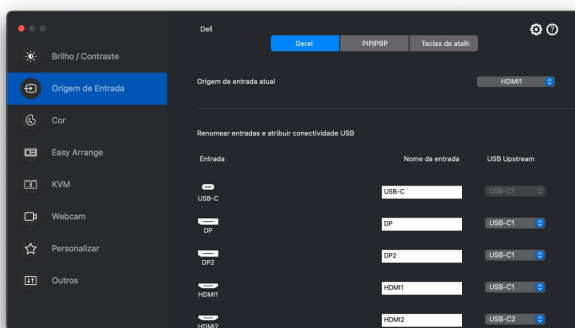 Dell
Geral PIP/PBP Teclas de atalh
Brilho / Contraste
Origem de Entrada
Cor
Easy Arrange
KVM
Webcam
Personalizar
Outros
Origem de entrada atual HDMI1
Renomear entradas e atribuir conectividade USB
Entrada Nome da entrada USB Upstream
USB-C USB-C USB-C1
DP DP USB-C1
DP2 DP2 USB-C1
HDMI1 HDMI1 USB-C1
HDMI2 HDMI2 USB-C2